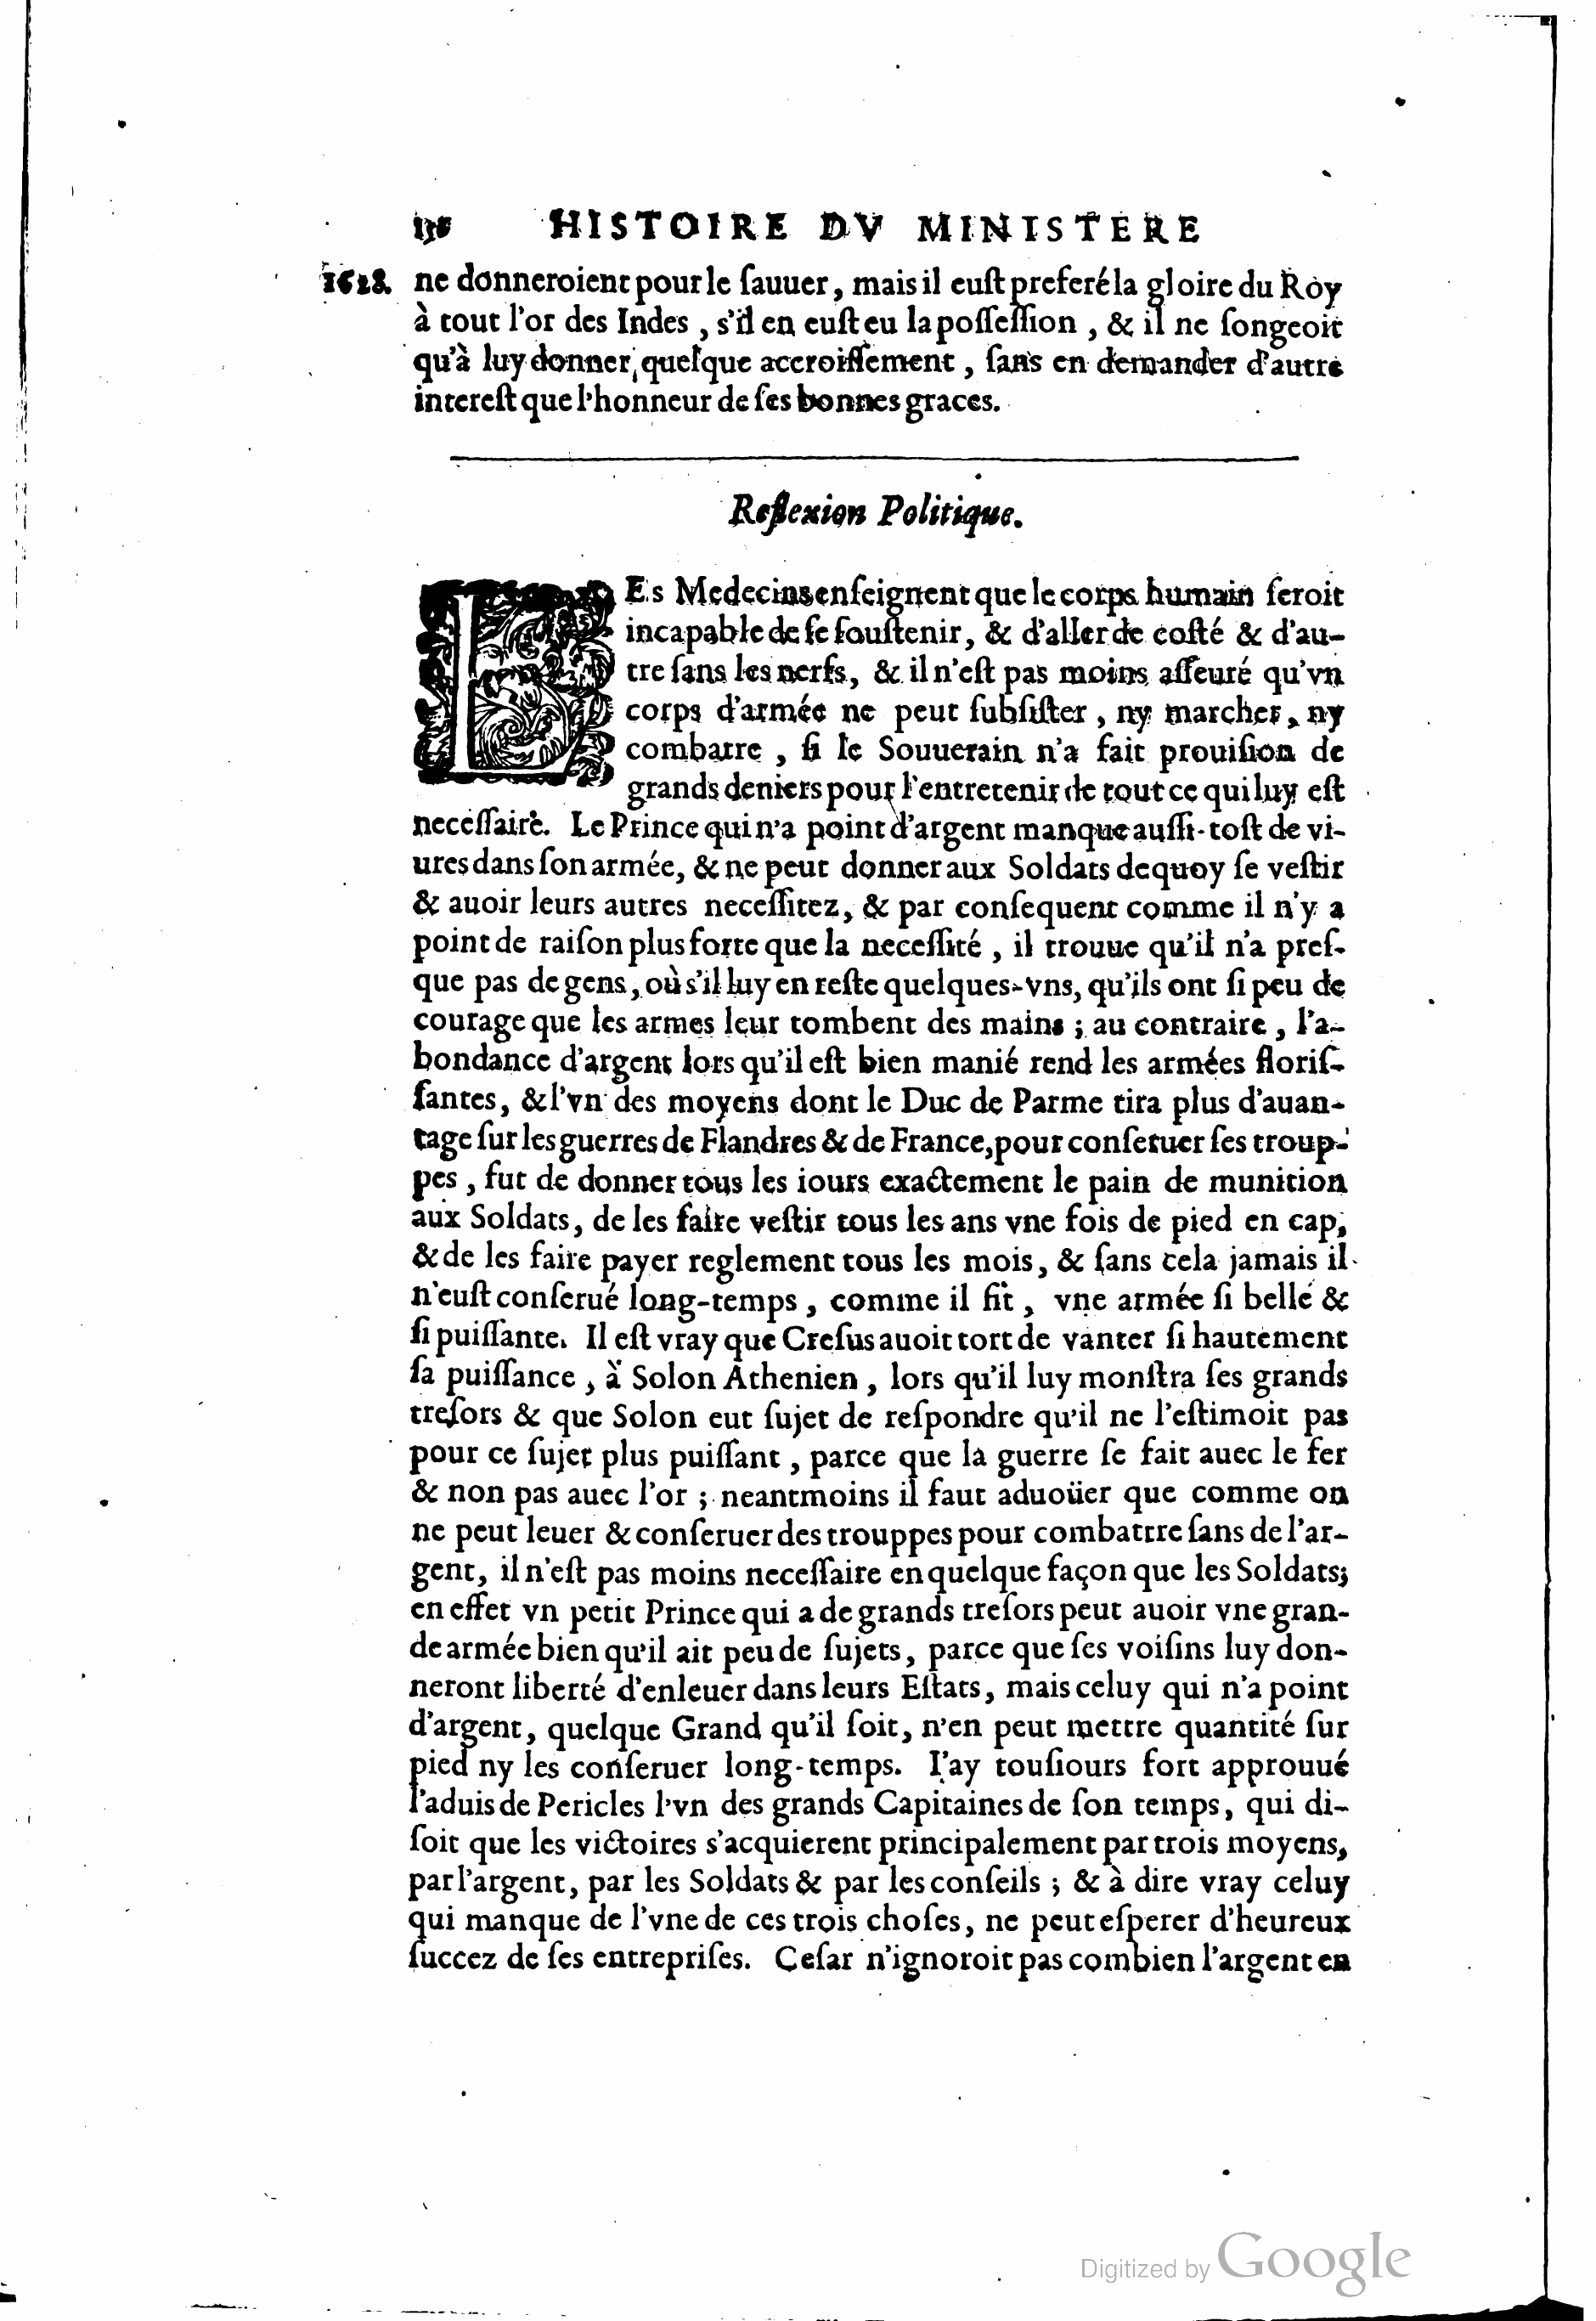 156 HISTOIRE DV MINISTERE
1628. ne donneroient pour le ſauuer, mais il euſt preferé la gloire du Roy
à tout l'or des Indes, s'il en euſt eu la poſſeſſion, & il ne ſongeoit
qu'à luy donner quelque accroiſſement, ſans en demander d'autre
intereſt que l'honneur de ſes bonnes graces.
Reflexion Politique.
LEs Medecins enſeignent que le corps humain ſeroit
incapable de ſe ſouſtenir, & d'aller de coſté & d'au-
tre ſans les nerfs, & il n'eſt pas moins aſſeuré qu'vn
corps d'armée ne peut ſubſiſter, ny marcher, ny
combatre, ſi le Souuerain n'a fait prouiſion de
grands deniers pour l'entretenir de tout ce qui luy eſt
neceſſaire. Le Prince qui n'a point d'argent manque auſſi-toſt de vi-
ures dans ſon armée, & ne peut donner aux Soldats dequoy ſe veſtir
& auoir leurs autres neceſſitez, & par conſequent comme il n'y a
point de raiſon plus forte que la neceſſité, il trouue qu'il n'a preſ-
que pas de gens, où s'il luy en reſte quelques-vns, qu'ils ont ſi peu de
courage que les armes leur tombent des mains; au contraire, l'a-
bondance d'argent lors qu'il eſt bien manié rend les armées floriſ-
ſantes, & l'vn des moyens dont le Duc de Parme tira plus d'auan-
tage ſur les guerres de Flandres & de France, pour conſeruer ſes troup-
pes, fut de donner tous les iours exactement le pain de munition
aux Soldats, de les faire veſtir tous les ans vne fois de pied en cap,
& de les faire payer reglement tous les mois, & ſans cela jamais il
n'euſt conſerué long-temps, comme il fit, vne armée ſi belle &
ſi puiſſante. Il eſt vray que Creſus auoit tort de vanter ſi hautement
ſa puiſſance, à Solon Athenien, lors qu'il luy monſtra ſes grands
treſors & que Solon eut ſujet de reſpondre qu'il ne l'eſtimoit pas
pour ce ſujet plus puiſſant, parce que la guerre ſe fait auec le fer
& non pas auec l'or; neantmoins il faut aduoüer que comme on
ne peut leuer & conſeruer des trouppes pour combattre ſans de l'ar-
gent, il n'eſt pas moins neceſſaire en quelque façon que les Soldats;
en effet vn petit Prince qui a de grands treſors peut auoir vne gran-
de armée bien qu'il ait peu de ſujets, parce que ſes voiſins luy don-
neront liberté d'enleuer dans leurs Eſtats, mais celuy qui n'a point
d'argent, quelque Grand qu'il ſoit, n'en peut mettre quantité ſur
pied ny les conſeruer long-temps. I'ay touſiours fort approuué
l'aduis de Pericles l'vn des grands Capitaines de ſon temps, qui di-
ſoit que les victoires s'acquierent principalement par trois moyens,
par l'argent, par les Soldats & par les conſeils; & à dire vray celuy
qui manque de l'vne de ces trois choſes, ne peut eſperer d'heureux
ſuccez de ſes entrepriſes. Ceſar n'ignoroit pas combien l'argent en
Digitized by Google